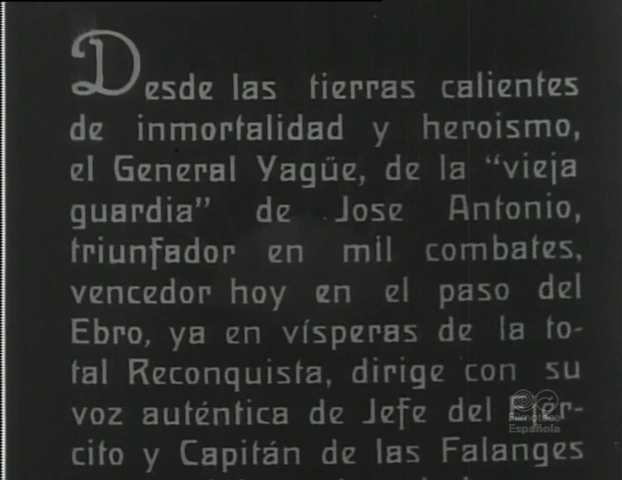 Desde las tierras calientes
de inmortalidad y heroismo,
el General Yagüe, de la "vieja
guardia" de Jose Antonio,
triunfador en mil combates,
vencedor hoy en el paso del
Ebro, ya en vísperas de la to-
tal Reconquista, dirige con su
voz auténtica de Jefe del Ejér-
cito y Capitán de las Falanges
Filmoteca
Española